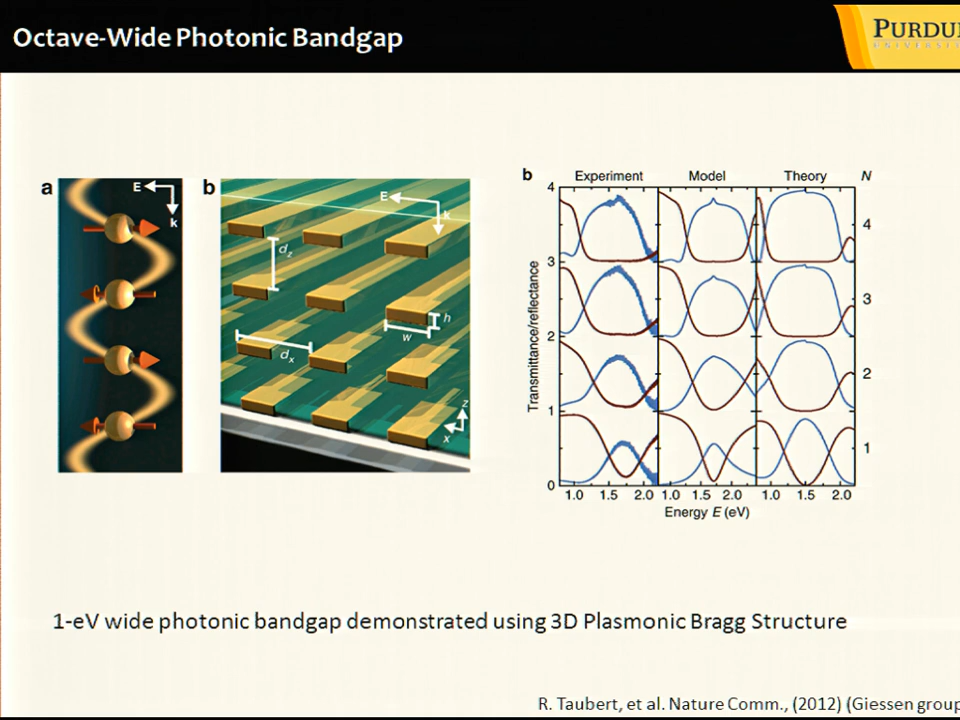 Octave-Wide Photonic Bandgap
PURDU
UNIVERSIT
a
E
k
b
E
k
dz
h
w
dx
z
x
b
Experiment
Model
Theory
N
4
3
2
1
0
Transmittance/reflectance
4
3
2
1
1.0 1.5 2.0 1.0 1.5 2.0 1.0 1.5 2.0
Energy E (eV)
1-eV wide photonic bandgap demonstrated using 3D Plasmonic Bragg Structure
R. Taubert, et al. Nature Comm., (2012) (Giessen group